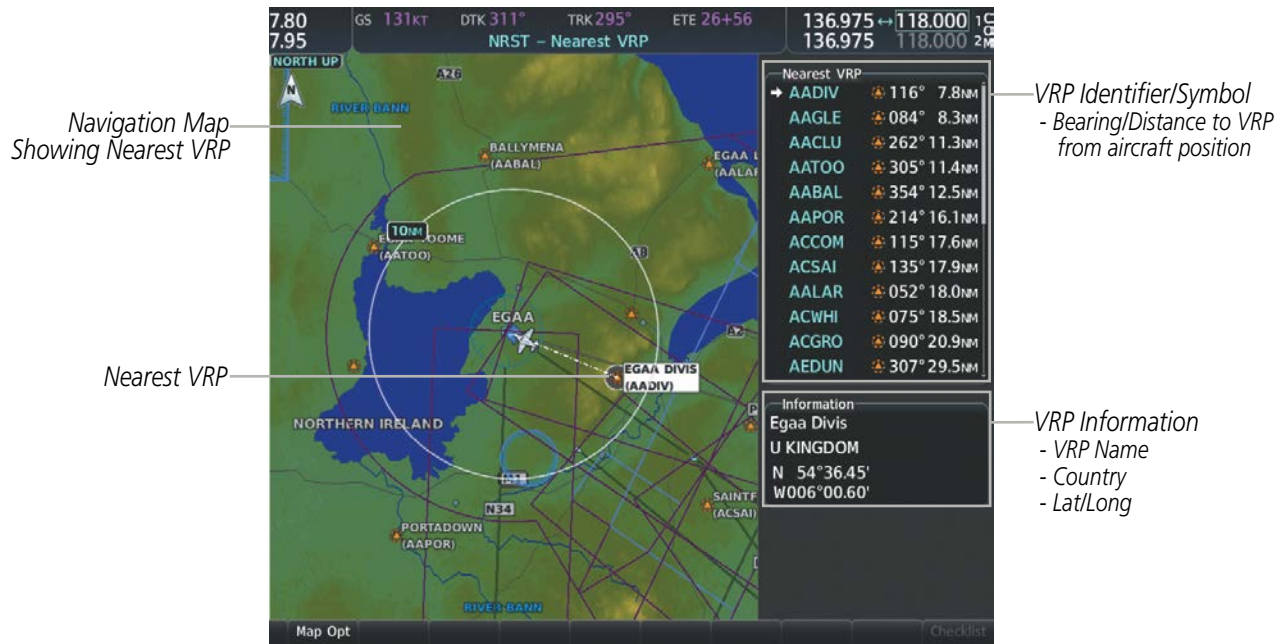 7.80 GS 131KT DTK 311° TRK 295° ETE 26+56 136.975 ↔ 118.000 1
7.95 NRST – Nearest VRP 136.975 118.000 2
NORTH UP
N
A26
RIVER BANN
BALLYMENA
(AABAL)
EGAA L
(AALAR
10NM
(AATOO)
A8
EGAA
A2
EGAA DIVIS
(AADIV)
NORTHERN IRELAND
N34
SAINTF
(ACSAI)
PORTADOWN
(AAPOR)
RIVER BANN
Map Opt
Checklist
Nearest VRP
AADIV 116° 7.8NM
AAGLE 084° 8.3NM
AACLU 262° 11.3NM
AATOO 305° 11.4NM
AABAL 354° 12.5NM
AAPOR 214° 16.1NM
ACCOM 115° 17.6NM
ACSAI 135° 17.9NM
AALAR 052° 18.0NM
ACWHI 075° 18.5NM
ACGRO 090° 20.9NM
AEDUN 307° 29.5NM
Information
Egaa Divis
U KINGDOM
N 54°36.45'
W006°00.60'
Navigation Map
Showing Nearest VRP
Nearest VRP
VRP Identifier/Symbol
- Bearing/Distance to VRP
from aircraft position
VRP Information
- VRP Name
- Country
- Lat/Long